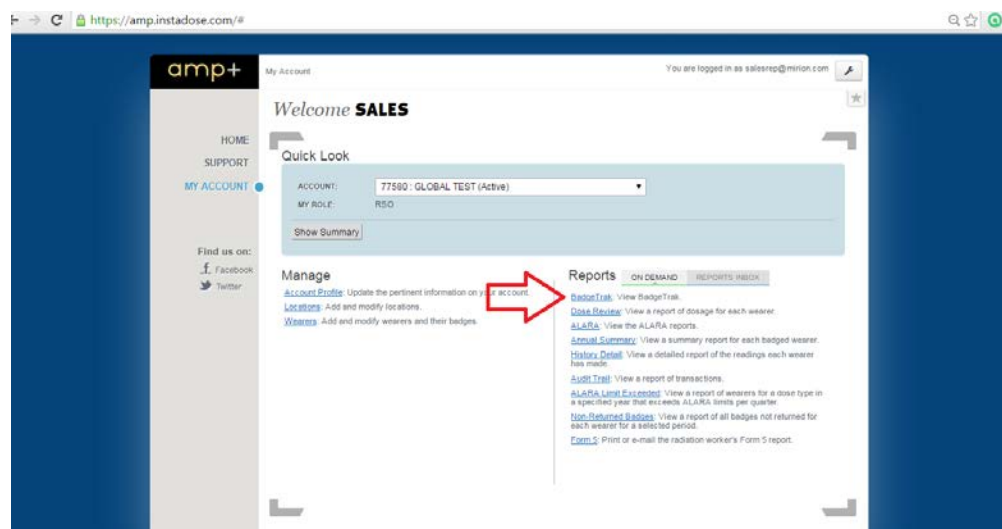 https://amp.instadose.com/#
amp+
My Account
You are logged in as salesrep@mirion.com
Welcome SALES
HOME
SUPPORT
MY ACCOUNT
Find us on:
Facebook
Twitter
Quick Look
ACCOUNT:
77580 : GLOBAL TEST (Active)
MY ROLE:
RSO
Show Summary
Manage
Account Profile: Update the pertinent information on your account.
Locations: Add and modify locations.
Wearers: Add and modify wearers and their badges.
Reports
ON DEMAND
REPORTS INBOX
BadgeTrak: View BadgeTrak.
Dose Review: View a report of dosage for each wearer.
ALARA: View the ALARA reports.
Annual Summary: View a summary report for each badged wearer.
History Detail: View a detailed report of the readings each wearer
has made.
Audit Trail: View a report of transactions.
ALARA Limit Exceeded: View a report of wearers for a dose type in
a specified year that exceeds ALARA limits per quarter.
Non-Returned Badges: View a report of all badges not returned for
each wearer for a selected period.
Form 5: Print or e-mail the radiation worker's Form 5 report.